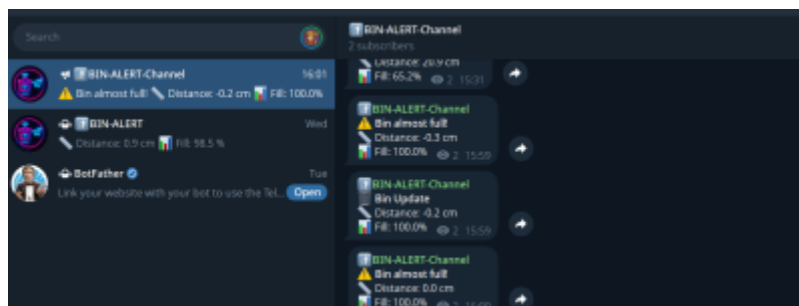 Search
BIN-ALERT-Channel 16:01
Bin almost full! Distance: -0.2 cm Fill: 100.0%
BIN-ALERT Wed
Distance: 0.9 cm Fill: 98.5 %
BotFather Tue
Link your website with your bot to use the Tel... Open
BIN-ALERT-Channel
2 subscribers
Distance: 20.9 cm
Fill: 65.2% 2 15:31
BIN-ALERT-Channel
Bin almost full!
Distance: -0.3 cm
Fill: 100.0% 2 15:59
BIN-ALERT-Channel
Bin Update
Distance: -0.2 cm
Fill: 100.0% 2 15:59
BIN-ALERT-Channel
Bin almost full!
Distance: 0.0 cm
Fill: 100.0% 2